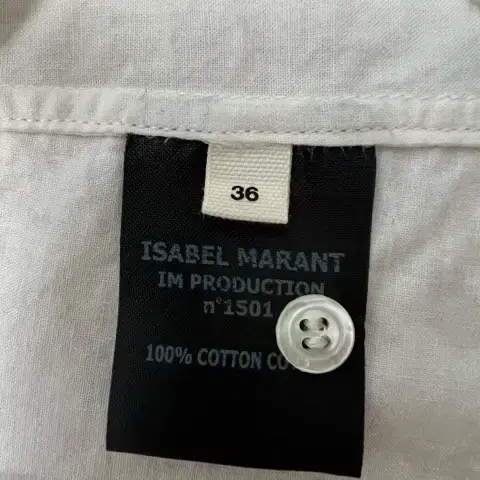 36
ISABEL MARANT
IM PRODUCTION
n°1501
100% COTTON